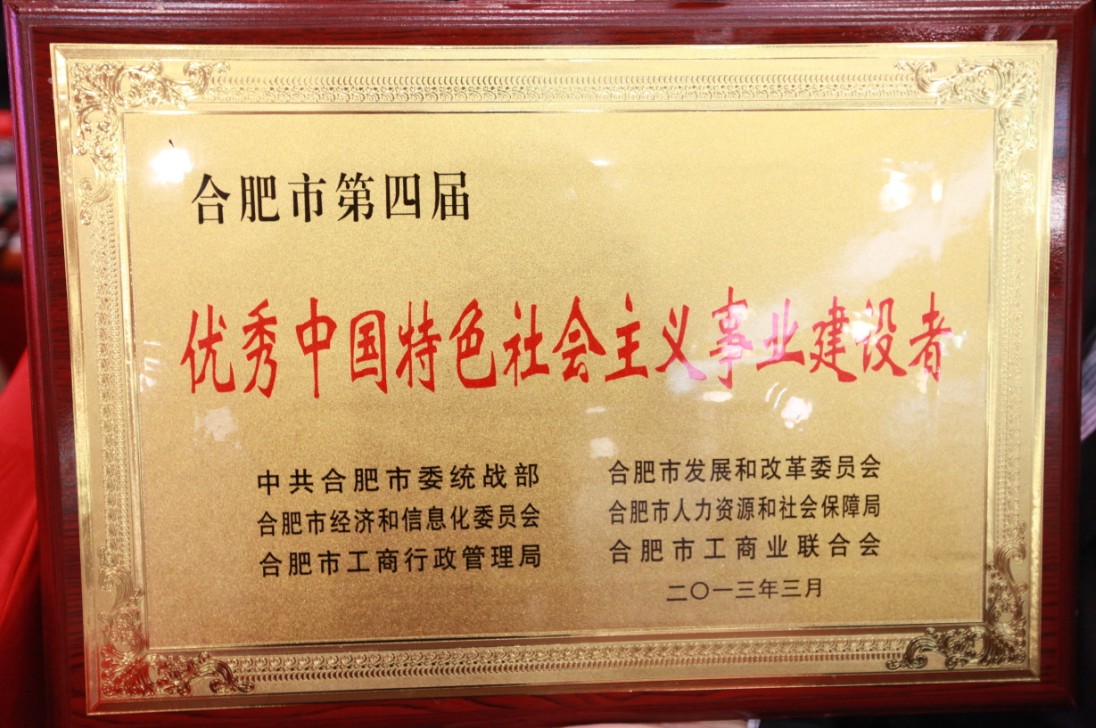 合肥市第四届
优秀中国特色社会主义事业建设者
中共合肥市委统战部
合肥市发展和改革委员会
合肥市经济和信息化委员会
合肥市人力资源和社会保障局
合肥市工商行政管理局
合肥市工商业联合会
二〇一三年三月